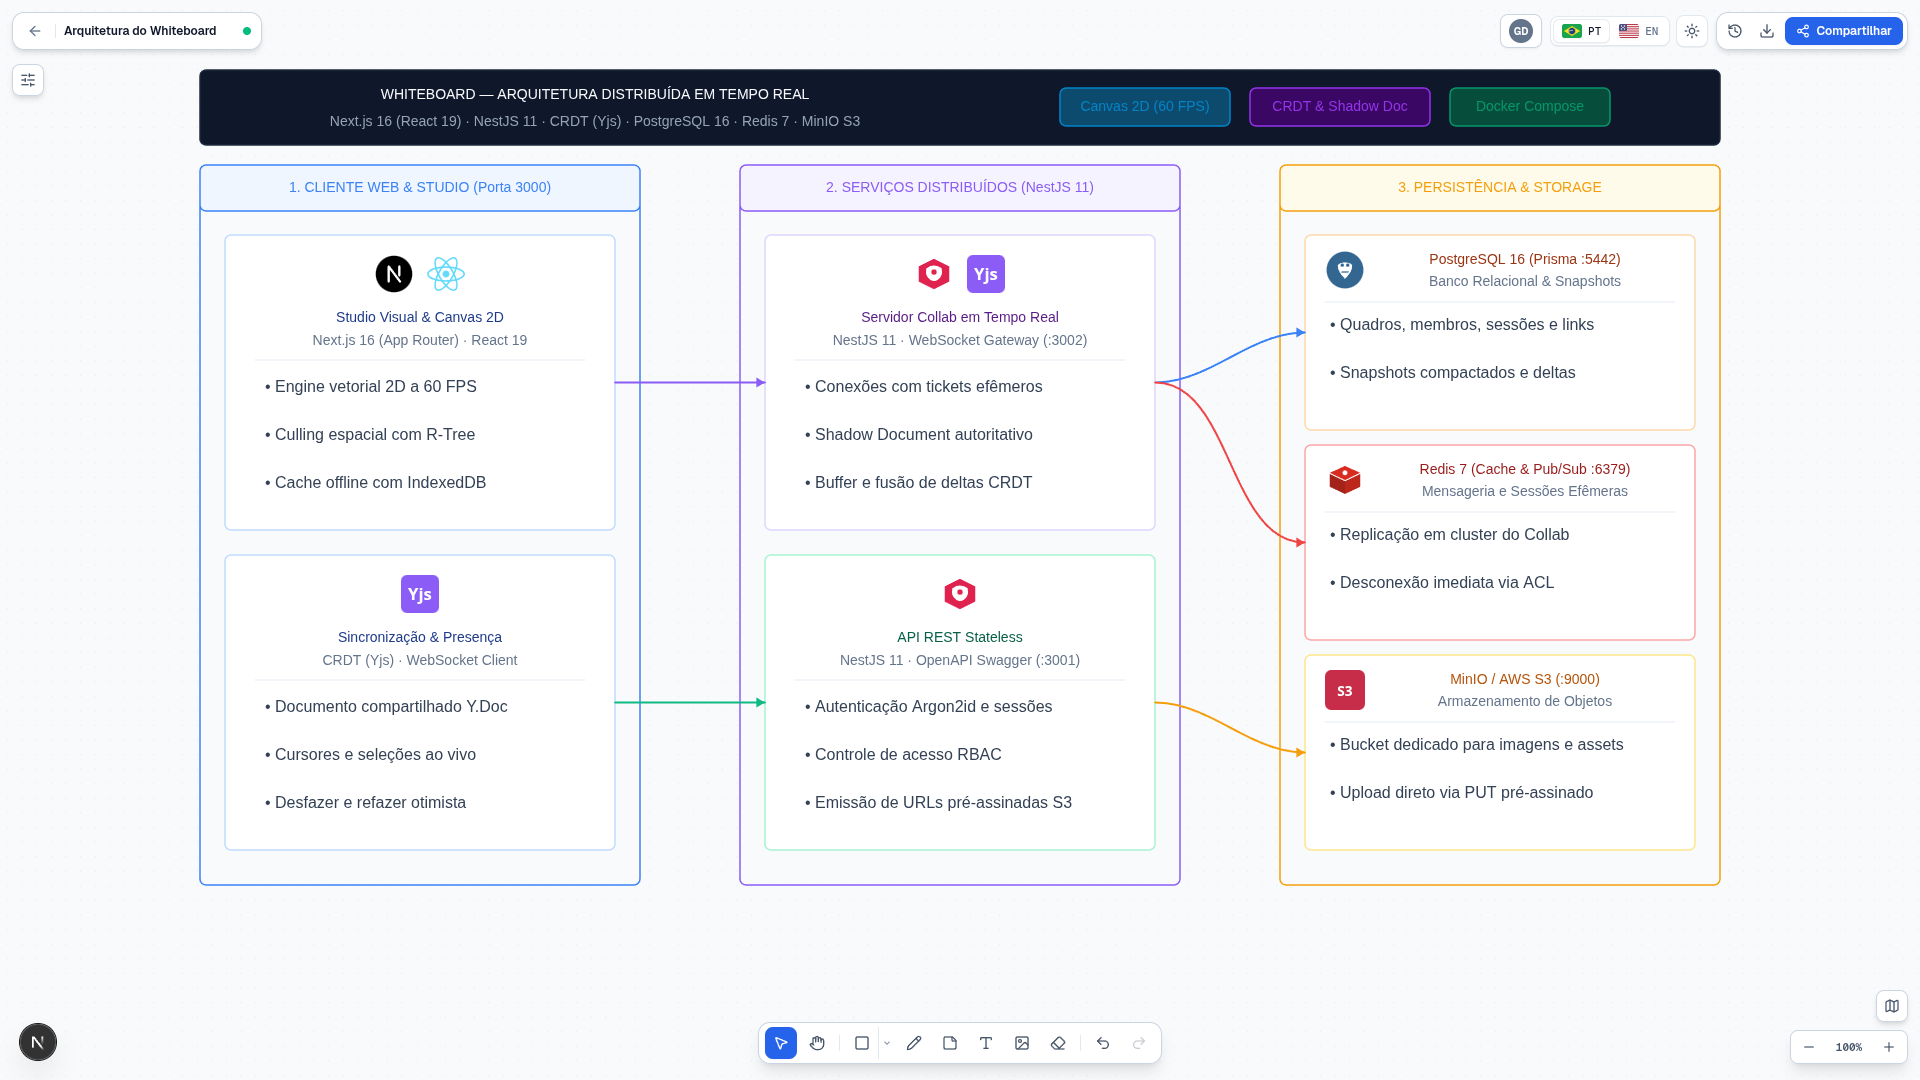 Arquitetura do Whiteboard
GD
PT
EN
Compartilhar
WHITEBOARD — ARQUITETURA DISTRIBUÍDA EM TEMPO REAL
Next.js 16 (React 19) · NestJS 11 · CRDT (Yjs) · PostgreSQL 16 · Redis 7 · MinIO S3
Canvas 2D (60 FPS)
CRDT & Shadow Doc
Docker Compose
1. CLIENTE WEB & STUDIO (Porta 3000)
Studio Visual & Canvas 2D
Next.js 16 (App Router) · React 19
• Engine vetorial 2D a 60 FPS
• Culling espacial com R-Tree
• Cache offline com IndexedDB
Yjs
Sincronização & Presença
CRDT (Yjs) · WebSocket Client
• Documento compartilhado Y.Doc
• Cursores e seleções ao vivo
• Desfazer e refazer otimista
2. SERVIÇOS DISTRIBUÍDOS (NestJS 11)
Yjs
Servidor Collab em Tempo Real
NestJS 11 · WebSocket Gateway (:3002)
• Conexões com tickets efêmeros
• Shadow Document autoritativo
• Buffer e fusão de deltas CRDT
API REST Stateless
NestJS 11 · OpenAPI Swagger (:3001)
• Autenticação Argon2id e sessões
• Controle de acesso RBAC
• Emissão de URLs pré-assinadas S3
3. PERSISTÊNCIA & STORAGE
PostgreSQL 16 (Prisma :5442)
Banco Relacional & Snapshots
• Quadros, membros, sessões e links
• Snapshots compactados e deltas
Redis 7 (Cache & Pub/Sub :6379)
Mensageria e Sessões Efêmeras
• Replicação em cluster do Collab
• Desconexão imediata via ACL
S3
MinIO / AWS S3 (:9000)
Armazenamento de Objetos
• Bucket dedicado para imagens e assets
• Upload direto via PUT pré-assinado
100%